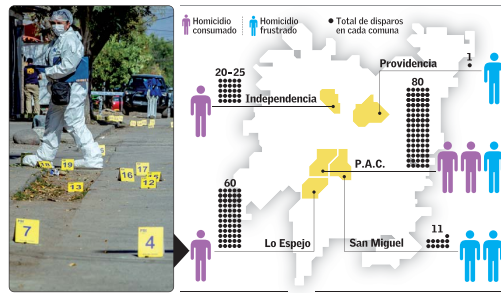 Homicidio
consumado
Homicidio
frustrado
Total de disparos
en cada comuna
20-25
Independencia
Providencia
1
80
P.A.C.
60
Lo Espejo
San Miguel
11
18
19
17
16
12
13
7
4